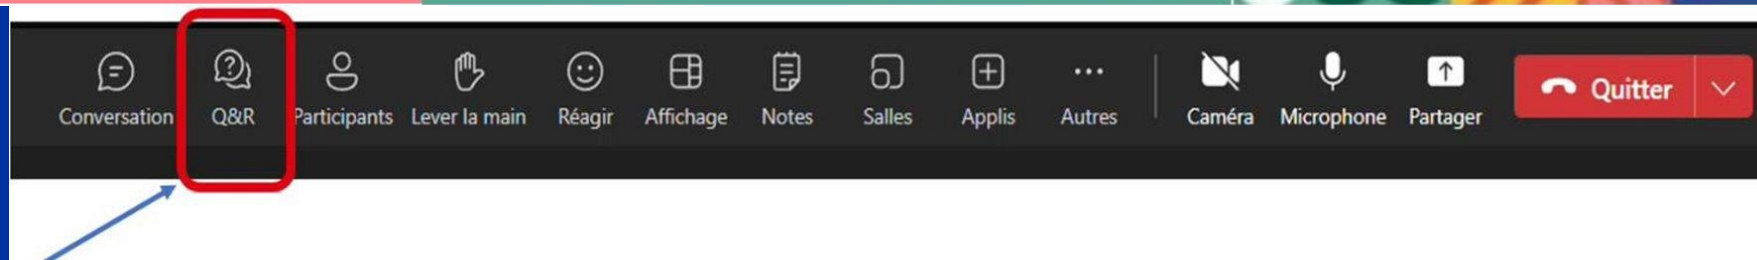 Conversation Q&R Participants Lever la main Réagir Affichage Notes Salles Applis Autres Caméra Microphone Partager Quitter